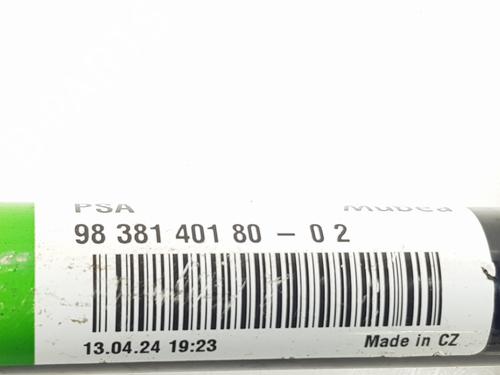 PSA Mubea
98 381 401 80 - 0 2
13.04.24 19:23 Made in CZ